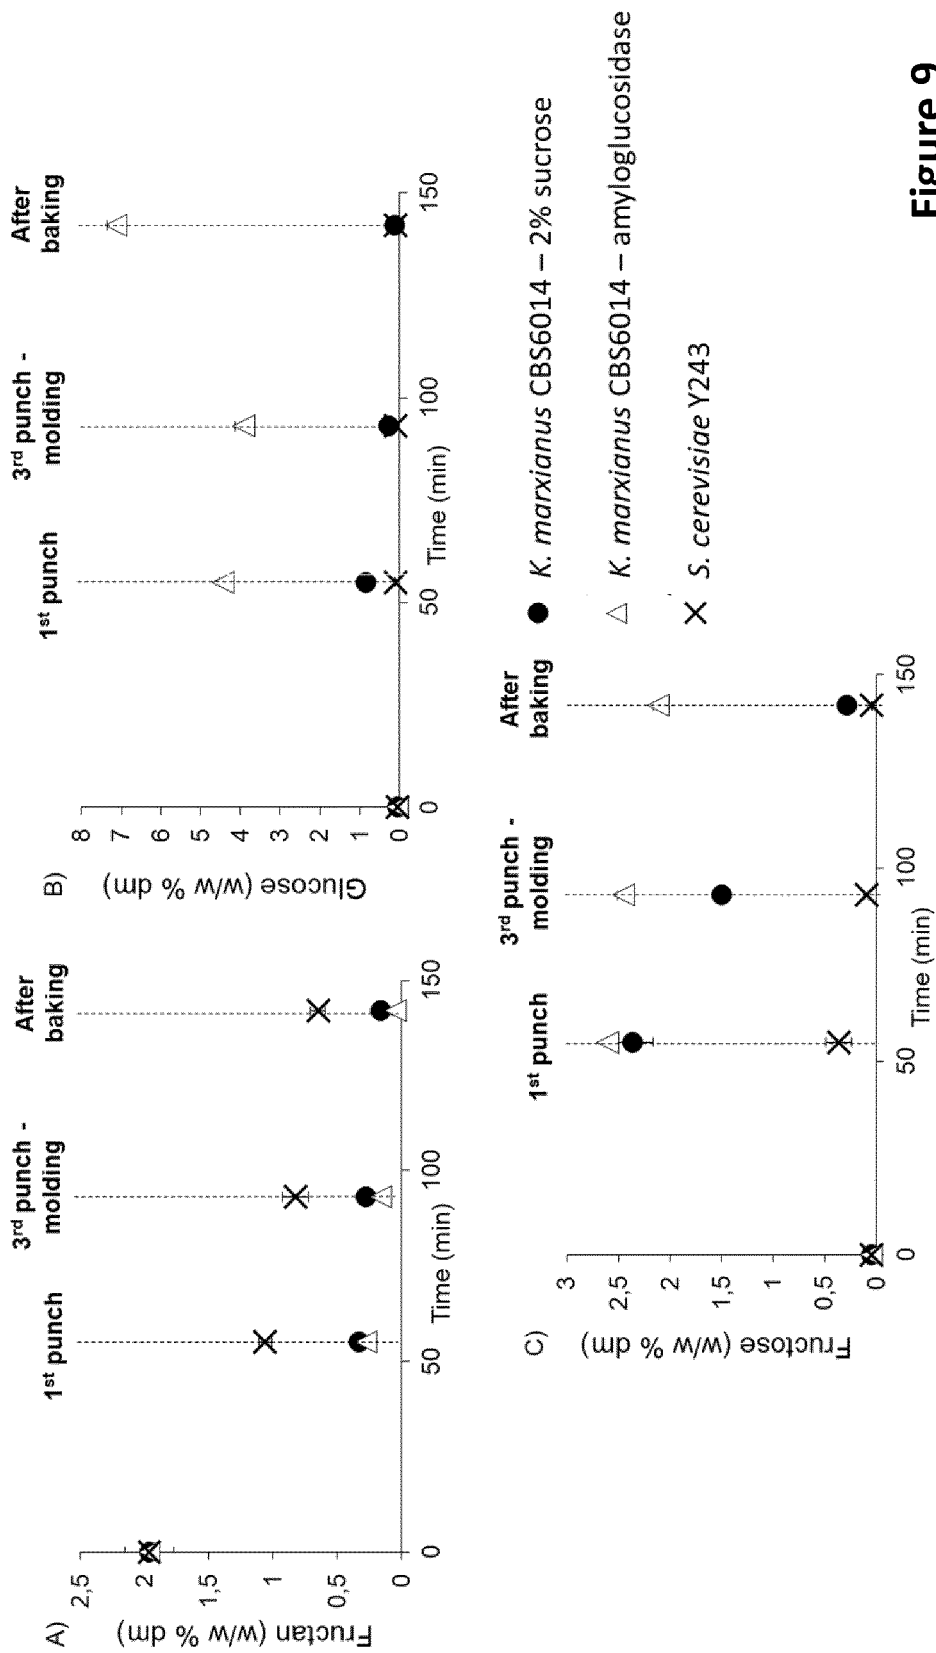 A)
1st punch
3rd punch -
molding
After
baking
Fructan (w/w % dm)
2,5
2
1,5
1
0,5
0
0
50
100
150
Time (min)
B)
1st punch
3rd punch -
molding
After
baking
Glucose (w/w % dm)
8
7
6
5
4
3
2
1
0
0
50
100
150
Time (min)
C)
1st punch
3rd punch -
molding
After
baking
Fructose (w/w % dm)
3
2,5
2
1,5
1
0,5
0
0
50
100
150
Time (min)
K. marxianus CBS6014 – 2% sucrose
K. marxianus CBS6014 – amyloglucosidase
S. cerevisiae Y243
Figure 9